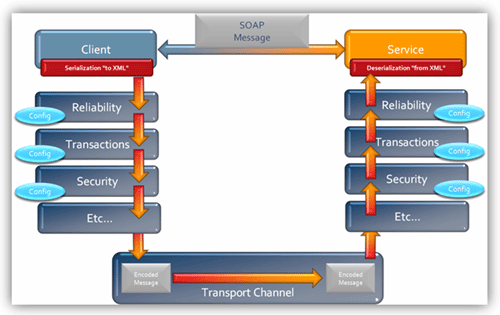 SOAP
Message
Client
Service
Serialization "to XML"
Deserialization "from XML"
Reliability
Config
Transactions
Config
Security
Config
Etc...
Reliability
Config
Transactions
Config
Security
Config
Etc...
Encoded
Message
Encoded
Message
Transport Channel